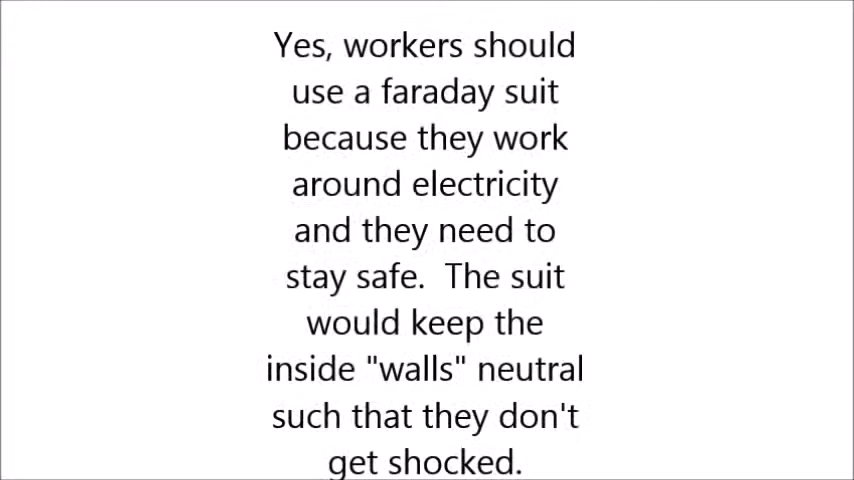 Yes, workers should
use a faraday suit
because they work
around electricity
and they need to
stay safe.  The suit
would keep the
inside "walls" neutral
such that they don't
get shocked.